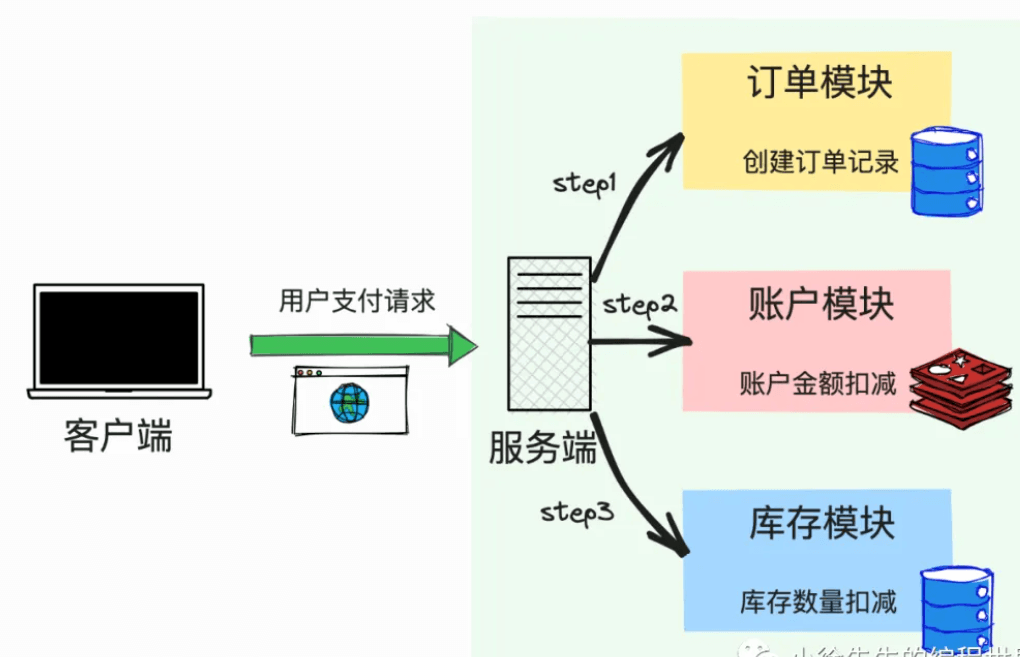 订单模块
创建订单记录
step1
用户支付请求
step2
账户模块
账户金额扣减
客户端
服务端
step3
库存模块
库存数量扣减